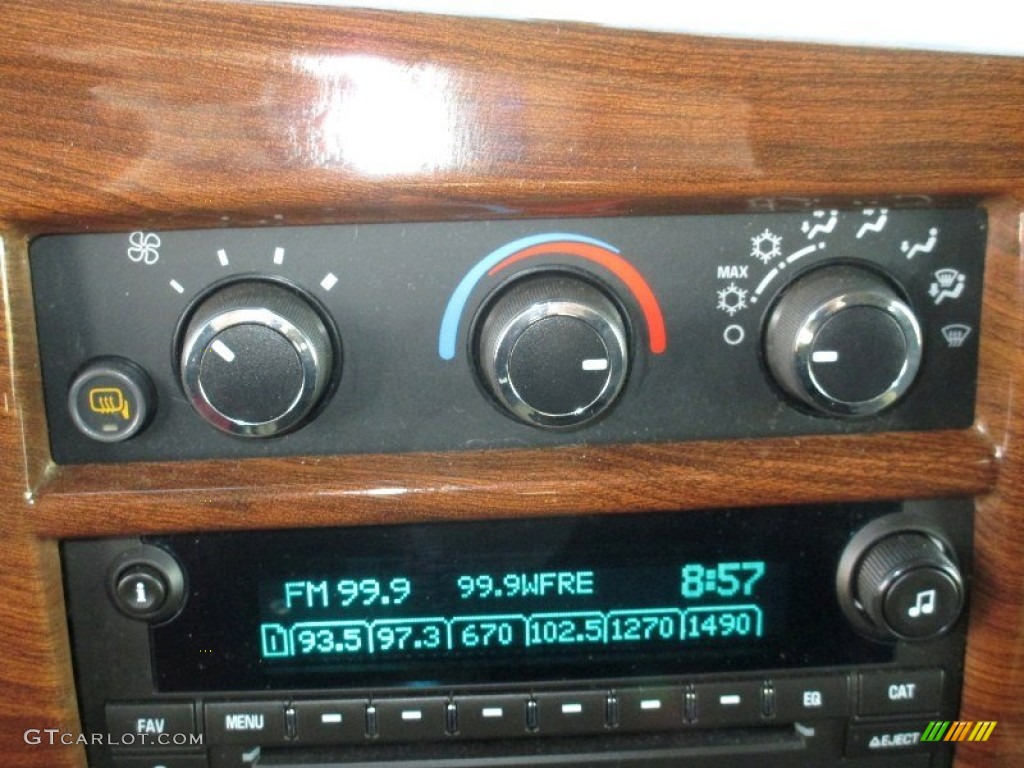 MAX
i
FM 99.9 99.9WFRE 8:57
1 93.5 97.3 670 102.5 1270 1490
FAV MENU EQ CAT
EJECT
GTCARLOT.COM